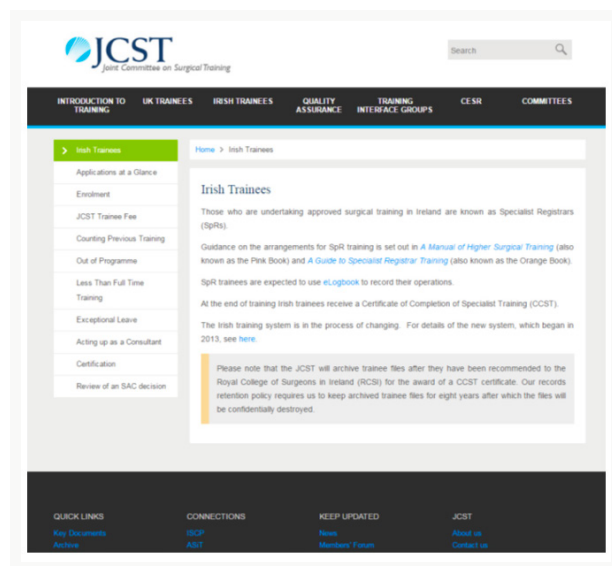 JCST
Joint Committee on Surgical Training
Search
INTRODUCTION TO TRAINING
UK TRAINEES
IRISH TRAINEES
QUALITY ASSURANCE
TRAINING INTERFACE GROUPS
CESR
COMMITTEES
Irish Trainees
Applications at a Glance
Enrolment
JCST Trainee Fee
Counting Previous Training
Out of Programme
Less Than Full Time
Training
Exceptional Leave
Acting up as a Consultant
Certification
Review of an SAC decision
Home > Irish Trainees
Irish Trainees
Those who are undertaking approved surgical training in Ireland are known as Specialist Registrars
(SpRs).
Guidance on the arrangements for SpR training is set out in A Manual of Higher Surgical Training (also
known as the Pink Book) and A Guide to Specialist Registrar Training (also known as the Orange Book).
SpR trainees are expected to use eLogbook to record their operations.
At the end of training Irish trainees receive a Certificate of Completion of Specialist Training (CCST).
The Irish training system is in the process of changing. For details of the new system, which began in
2013, see here.
Please note that the JCST will archive trainee files after they have been recommended to the
Royal College of Surgeons in Ireland (RCSI) for the award of a CCST certificate. Our records
retention policy requires us to keep archived trainee files for eight years after which the files will
be confidentially destroyed.
QUICK LINKS
Key Documents
Archive
CONNECTIONS
ISCP
ASiT
KEEP UPDATED
News
Members' Forum
JCST
About us
Contact us